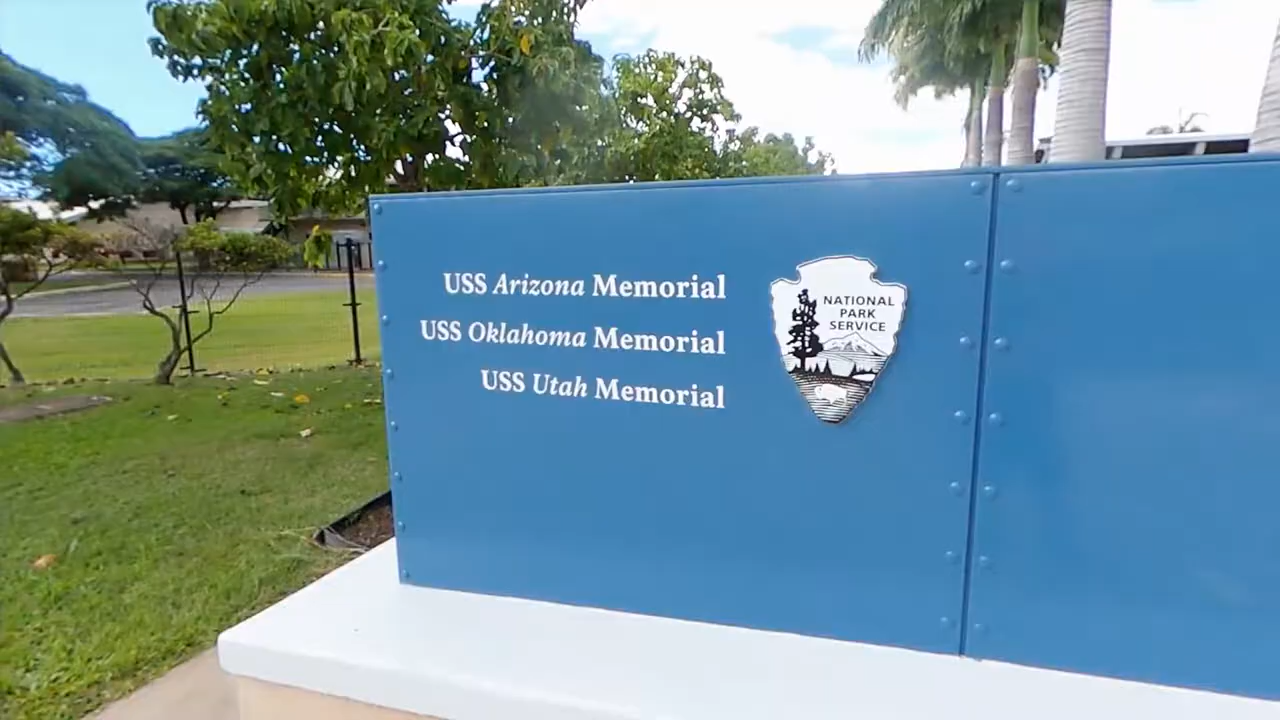 USS Arizona Memorial
USS Oklahoma Memorial
USS Utah Memorial
NATIONAL
PARK
SERVICE